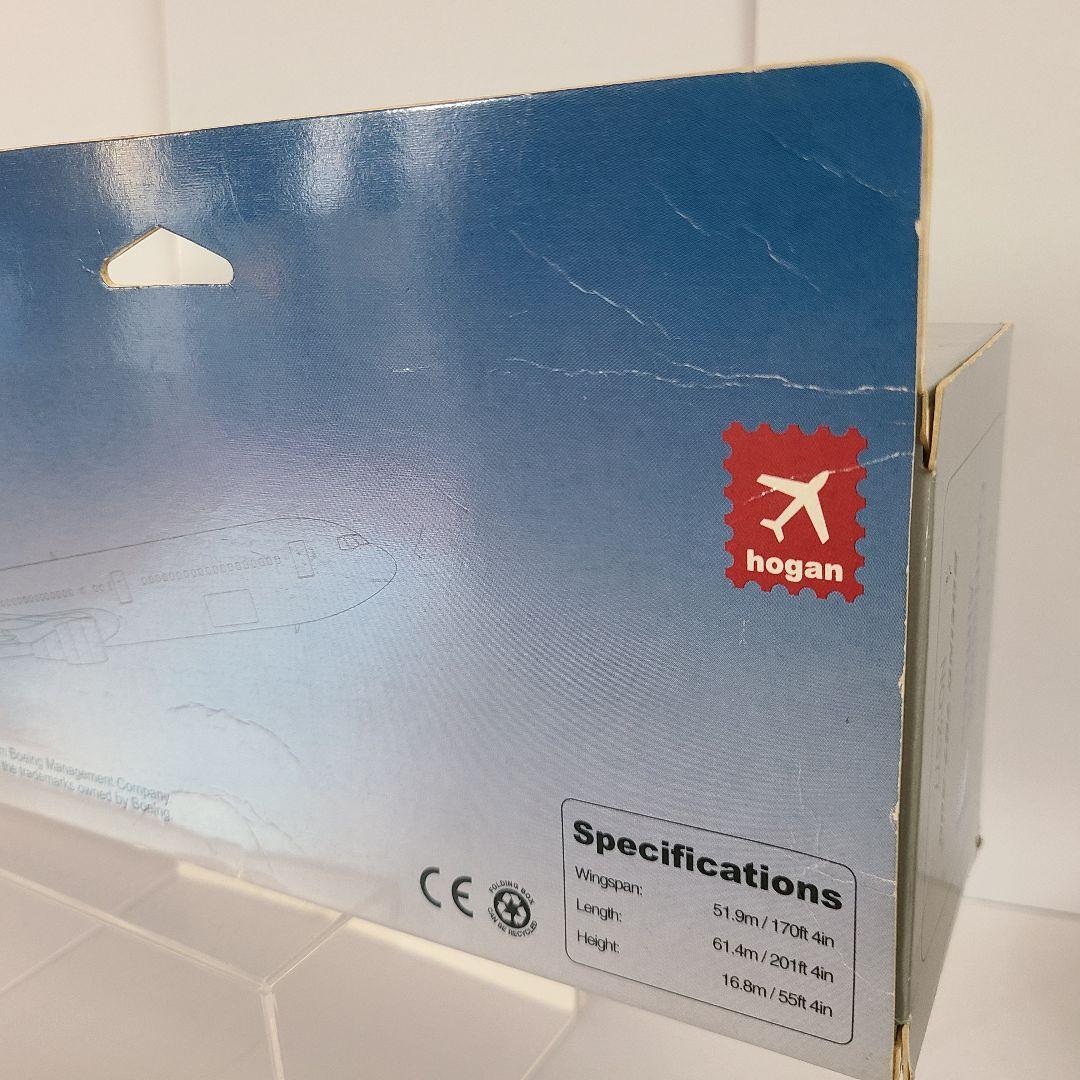 hogan
m Boeing Management Company.
the trademarks owned by Boeing.
CE
FOLDING BOX
CAN BE RECYCLED
Specifications
Wingspan: 51.9m / 170ft 4in
Length: 61.4m / 201ft 4in
Height: 16.8m / 55ft 4in